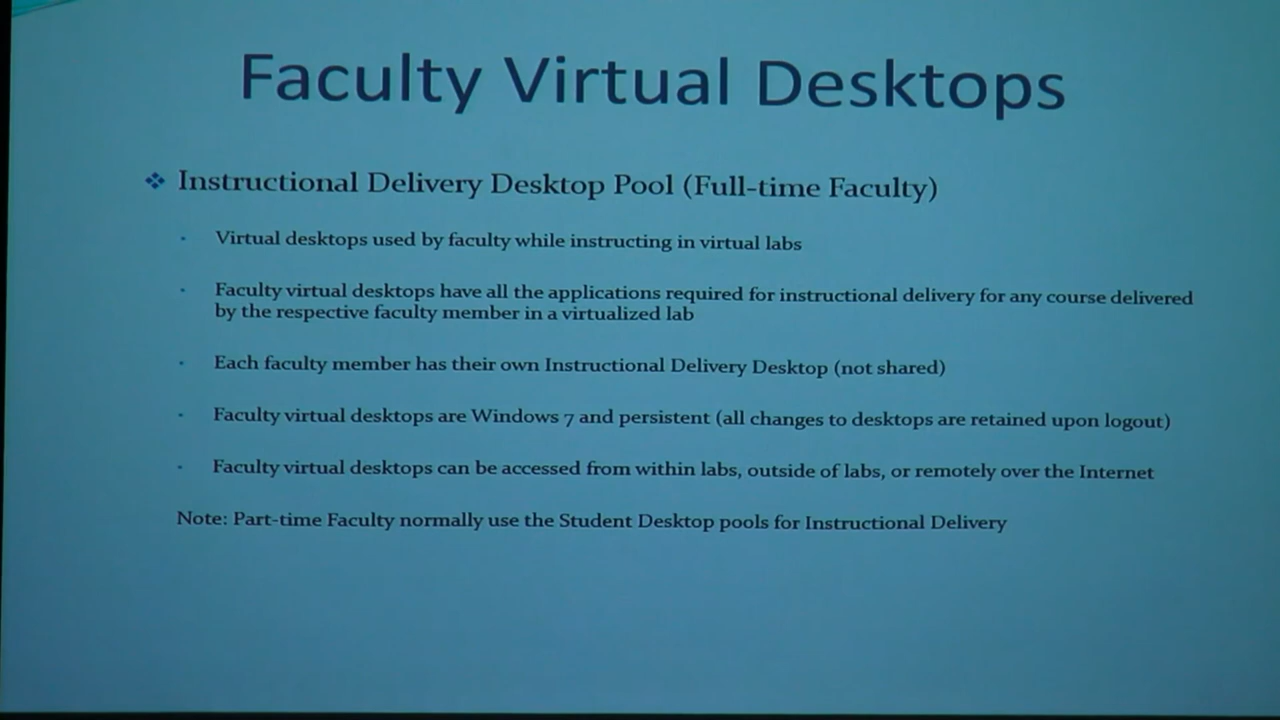 Faculty Virtual Desktops
❖ Instructional Delivery Desktop Pool (Full-time Faculty)
· Virtual desktops used by faculty while instructing in virtual labs
· Faculty virtual desktops have all the applications required for instructional delivery for any course delivered
by the respective faculty member in a virtualized lab
· Each faculty member has their own Instructional Delivery Desktop (not shared)
· Faculty virtual desktops are Windows 7 and persistent (all changes to desktops are retained upon logout)
· Faculty virtual desktops can be accessed from within labs, outside of labs, or remotely over the Internet
Note: Part-time Faculty normally use the Student Desktop pools for Instructional Delivery